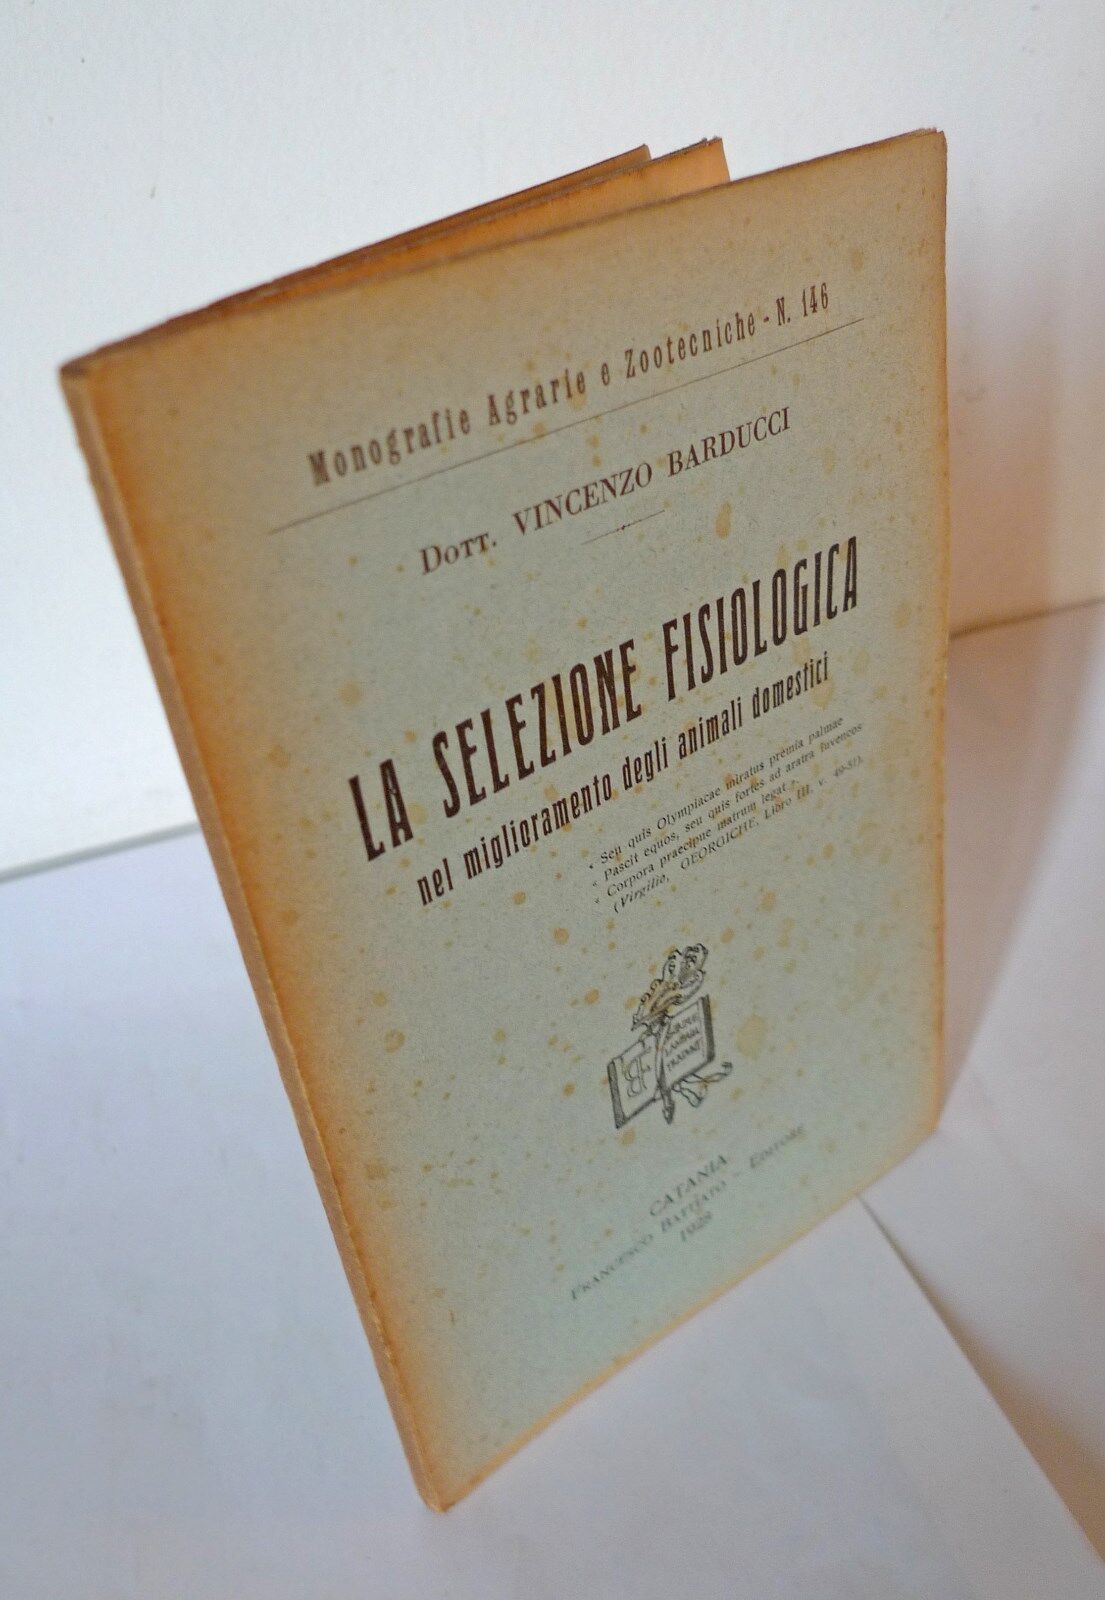 Monografie Agrarie e Zootecniche - N. 146
Dott. VINCENZO BARDUCCI
LA SELEZIONE FISIOLOGICA
nel miglioramento degli animali domestici
« Seu quis Olympiacae miratus premia palmae
« Pascit equos, seu quis fortes ad aratra iuvencos
« Corpora praecipue matrum legat ».
(Virgilio, GEORGICHE, Libro III, v. 49-51).
CATANIA
FRANCESCO BATTIATO - EDITORE
1928